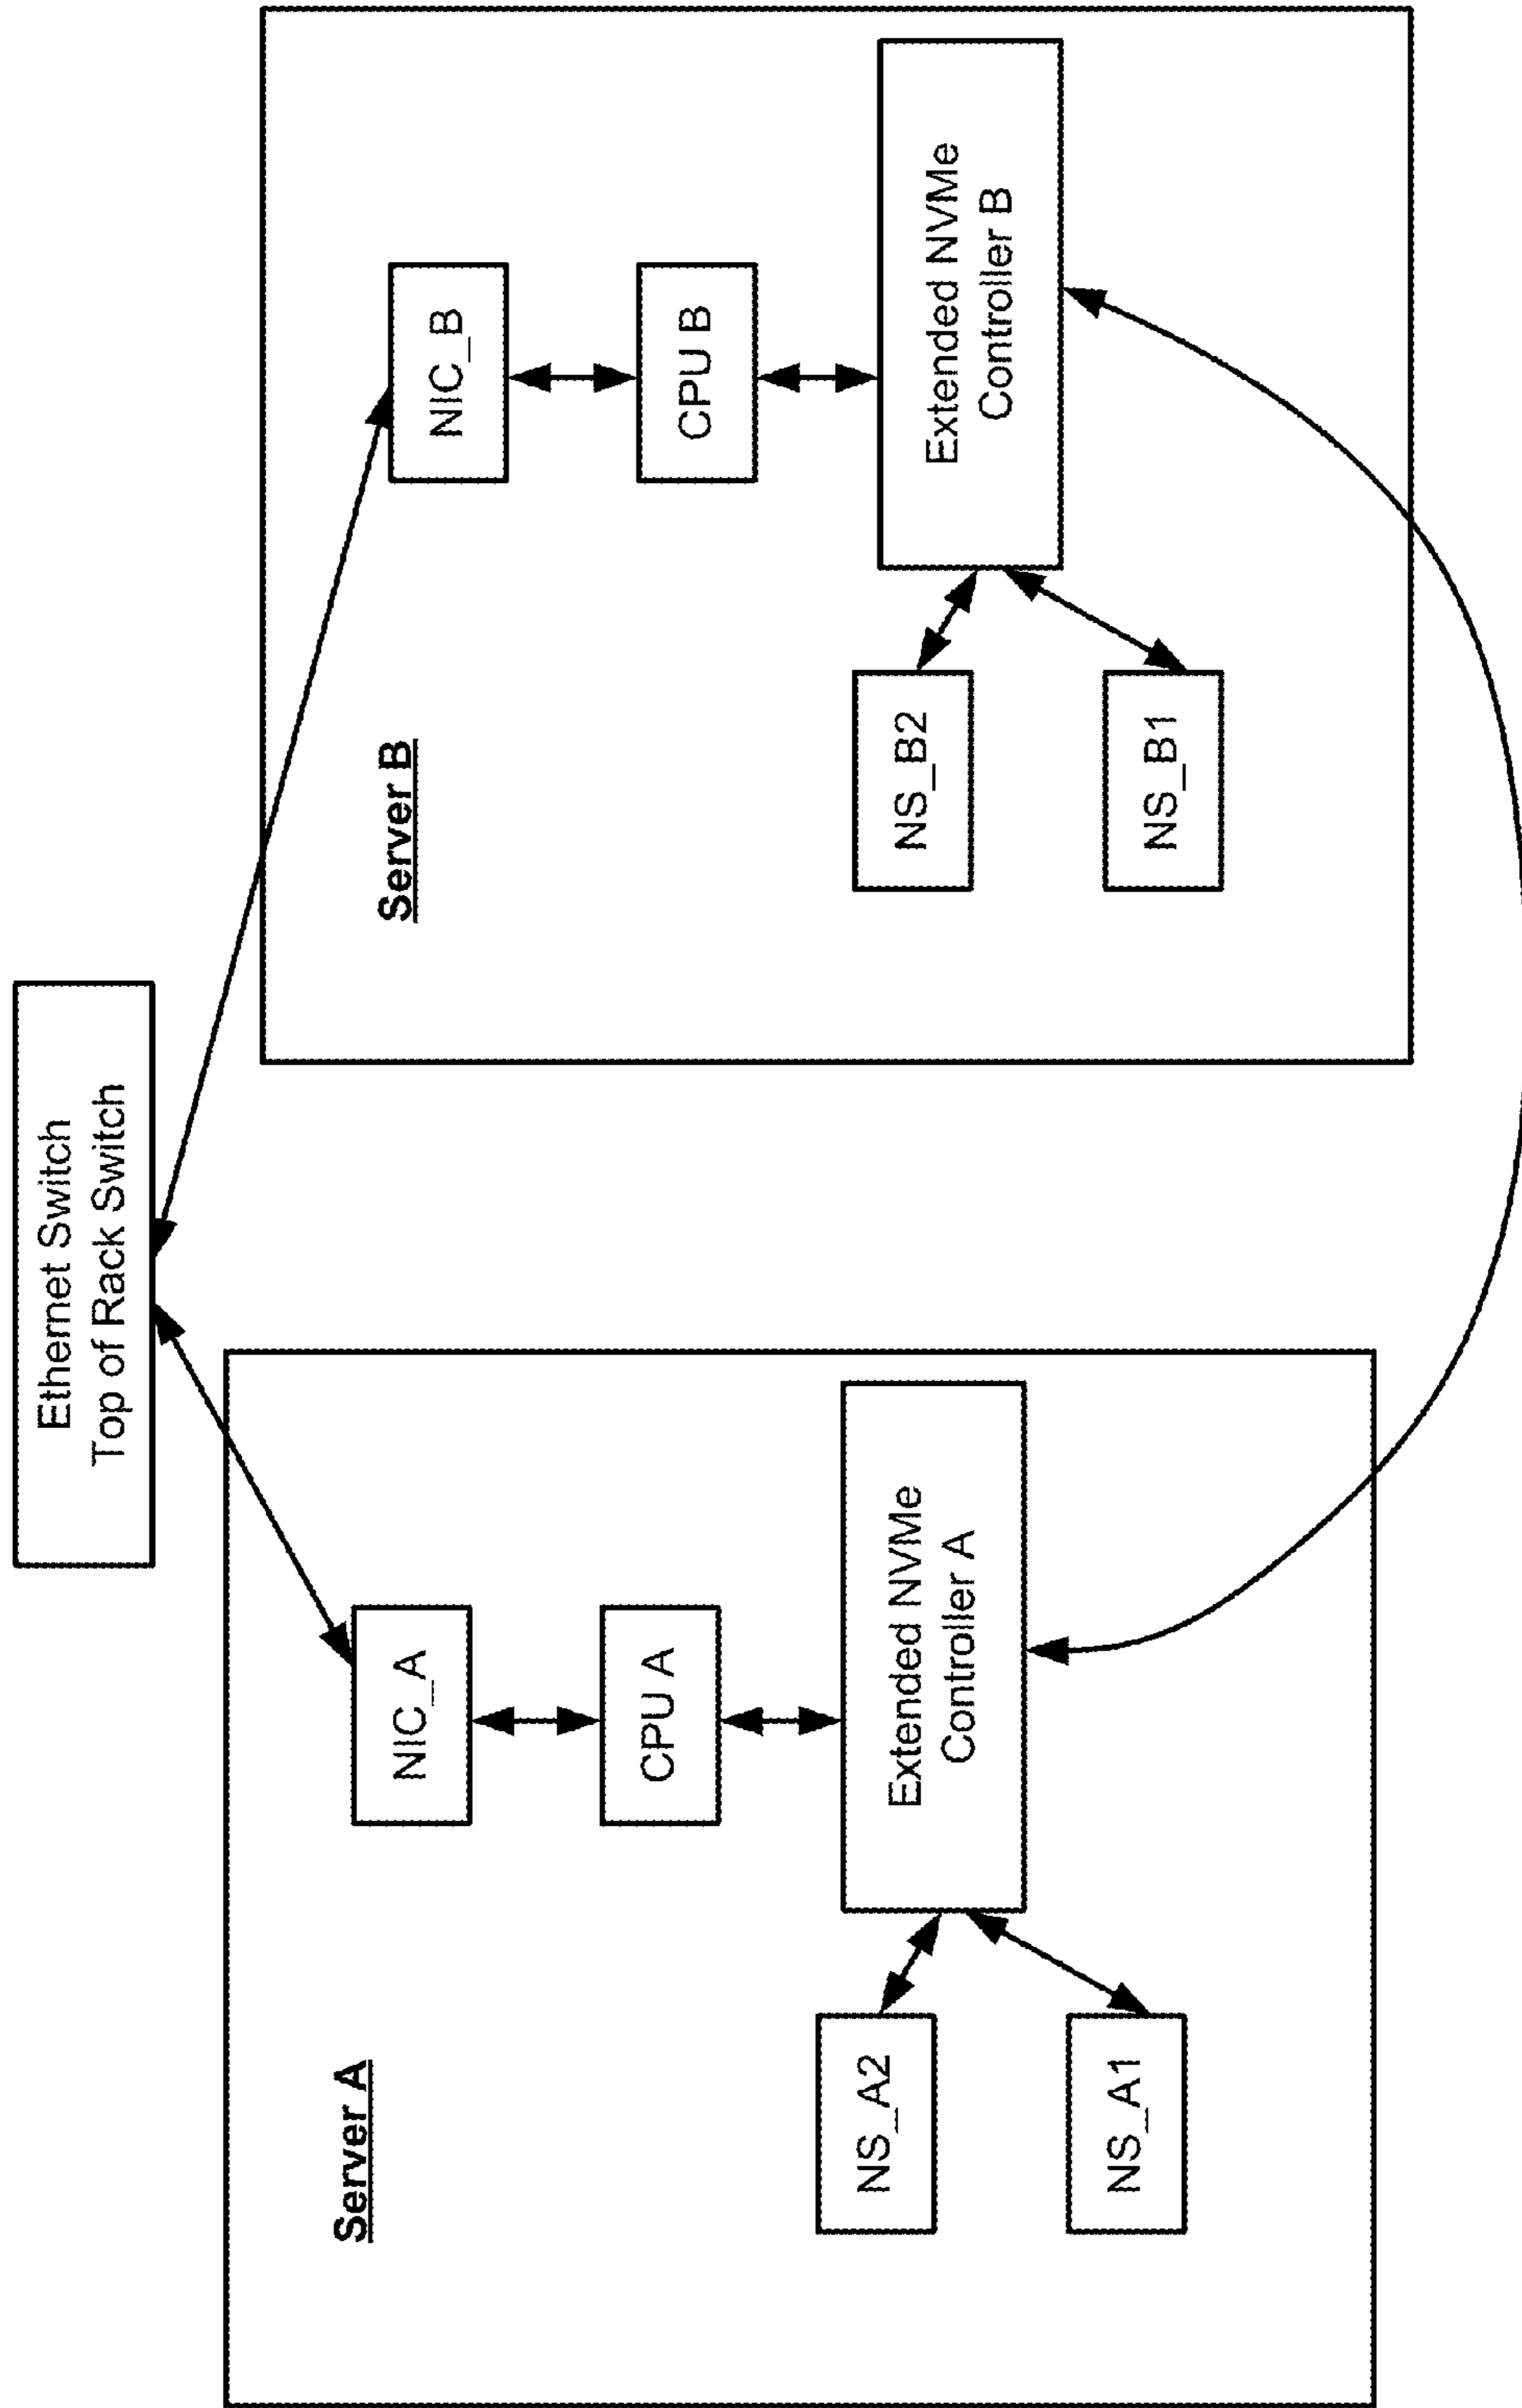 Ethernet Switch
Top of Rack Switch
Server A
NIC_A
CPU A
NS_A2
Extended NVMe
Controller A
NS_A1
Server B
NIC_B
CPU B
NS_B2
Extended NVMe
Controller B
NS_B1